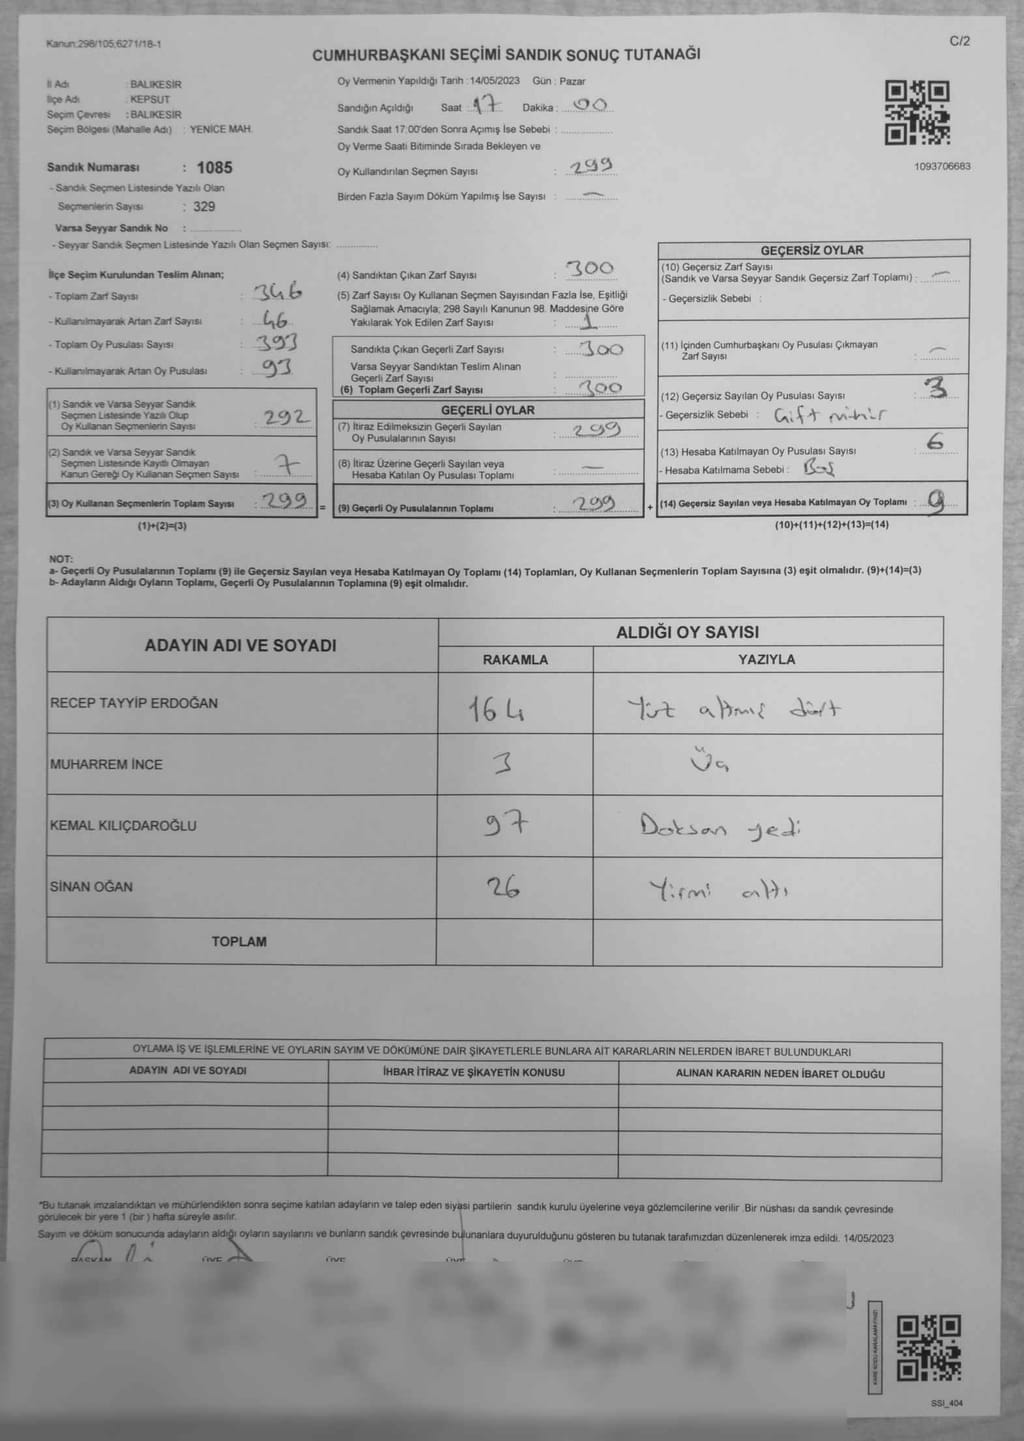 Kanun:298/105;6271/18-1
C/2
CUMHURBAŞKANI SEÇİMİ SANDIK SONUÇ TUTANAĞI
İl Adı : BALIKESİR
İlçe Adı : KEPSUT
Seçim Çevresi : BALIKESİR
Seçim Bölgesi (Mahalle Adı) : YENİCE MAH.
Sandık Numarası : 1085
- Sandık Seçmen Listesinde Yazılı Olan
Seçmenlerin Sayısı : 329
Varsa Seyyar Sandık No :
- Seyyar Sandık Seçmen Listesinde Yazılı Olan Seçmen Sayısı:
Oy Vermenin Yapıldığı Tarih :14/05/2023 Gün : Pazar
Sandığın Açıldığı Saat : 17 Dakika : 00
Sandık Saat 17:00'den Sonra Açımış İse Sebebi :
Oy Verme Saati Bitiminde Sırada Bekleyen ve
Oy Kullandırılan Seçmen Sayısı : 299
Birden Fazla Sayım Döküm Yapılmış İse Sayısı : —
1093706683
İlçe Seçim Kurulundan Teslim Alınan;
- Toplam Zarf Sayısı : 346
- Kullanılmayarak Artan Zarf Sayısı : 46
- Toplam Oy Pusulası Sayısı : 393
- Kullanılmayarak Artan Oy Pusulası : 93
(1) Sandık ve Varsa Seyyar Sandık
Seçmen Listesinde Yazılı Olup
Oy Kullanan Seçmenlerin Sayısı : 292
(2) Sandık ve Varsa Seyyar Sandık
Seçmen Listesinde Kayıtlı Olmayan
Kanun Gereği Oy Kullanan Seçmen Sayısı : 7
(3) Oy Kullanan Seçmenlerin Toplam Sayısı : 299
(1)+(2)=(3)
(4) Sandıktan Çıkan Zarf Sayısı : 300
(5) Zarf Sayısı Oy Kullanan Seçmen Sayısından Fazla İse, Eşitliği
Sağlamak Amacıyla, 298 Sayılı Kanunun 98. Maddesine Göre
Yakılarak Yok Edilen Zarf Sayısı : 1
Sandıkta Çıkan Geçerli Zarf Sayısı : 300
Varsa Seyyar Sandıktan Teslim Alınan
Geçerli Zarf Sayısı :
(6) Toplam Geçerli Zarf Sayısı : 300
GEÇERLİ OYLAR
(7) İtiraz Edilmeksizin Geçerli Sayılan
Oy Pusulalarının Sayısı : 299
(8) İtiraz Üzerine Geçerli Sayılan veya
Hesaba Katılan Oy Pusulası Toplamı : —
= (9) Geçerli Oy Pusulalarının Toplamı : 299
GEÇERSİZ OYLAR
(10) Geçersiz Zarf Sayısı
(Sandık ve Varsa Seyyar Sandık Geçersiz Zarf Toplamı) : —
- Geçersizlik Sebebi :
(11) İçinden Cumhurbaşkanı Oy Pusulası Çıkmayan
Zarf Sayısı : —
(12) Geçersiz Sayılan Oy Pusulası Sayısı : 3
- Geçersizlik Sebebi : Çift mühür
(13) Hesaba Katılmayan Oy Pusulası Sayısı : 6
- Hesaba Katılmama Sebebi : Boş
+ (14) Geçersiz Sayılan veya Hesaba Katılmayan Oy Toplamı : 9
(10)+(11)+(12)+(13)=(14)
NOT:
a- Geçerli Oy Pusulalarının Toplamı (9) ile Geçersiz Sayılan veya Hesaba Katılmayan Oy Toplamı (14) Toplamları, Oy Kullanan Seçmenlerin Toplam Sayısına (3) eşit olmalıdır. (9)+(14)=(3)
b- Adayların Aldığı Oyların Toplamı, Geçerli Oy Pusulalarının Toplamına (9) eşit olmalıdır.
ADAYIN ADI VE SOYADI
ALDIĞI OY SAYISI
RAKAMLA YAZIYLA
RECEP TAYYİP ERDOĞAN 164 Yüz altmış dört
MUHARREM İNCE 3 Üç
KEMAL KILIÇDAROĞLU 97 Doksan yedi
SİNAN OĞAN 26 Yirmi altı
TOPLAM
OYLAMA İŞ VE İŞLEMLERİNE VE OYLARIN SAYIM VE DÖKÜMÜNE DAİR ŞİKAYETLERLE BUNLARA AİT KARARLARIN NELERDEN İBARET BULUNDUKLARI
ADAYIN ADI VE SOYADI İHBAR İTİRAZ VE ŞİKAYETİN KONUSU ALINAN KARARIN NEDEN İBARET OLDUĞU
*Bu tutanak imzalandıktan ve mühürlendikten sonra seçime katılan adayların ve talep eden siyasi partilerin sandık kurulu üyelerine veya gözlemcilerine verilir .Bir nüshası da sandık çevresinde
görülecek bir yere 1 (bir ) hafta süreyle asılır.
Sayım ve döküm sonucunda adayların aldığı oyların sayılarını ve bunların sandık çevresinde bulunanlara duyurulduğunu gösteren bu tutanak tarafımızdan düzenlenerek imza edildi. 14/05/2023
BAŞKAN ÜYE ÜYE ÜYE
SSI_404